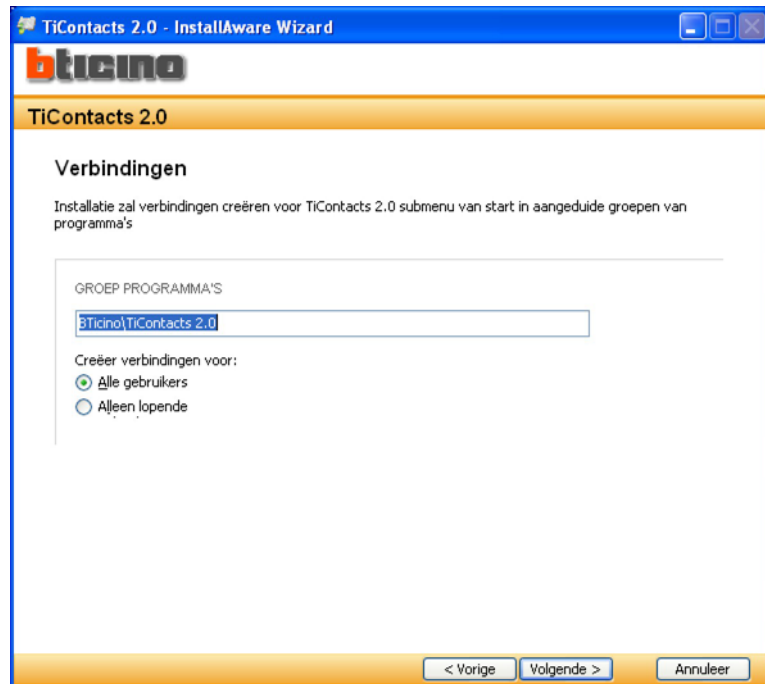 TiContacts 2.0 - InstallAware Wizard
bticino
TiContacts 2.0
Verbindingen
Installatie zal verbindingen creëren voor TiContacts 2.0 submenu van start in aangeduide groepen van
programma's
GROEP PROGRAMMA'S
BTicino\TiContacts 2.0
Creëer verbindingen voor:
Alle gebruikers
Alleen lopende
< Vorige
Volgende >
Annuleer